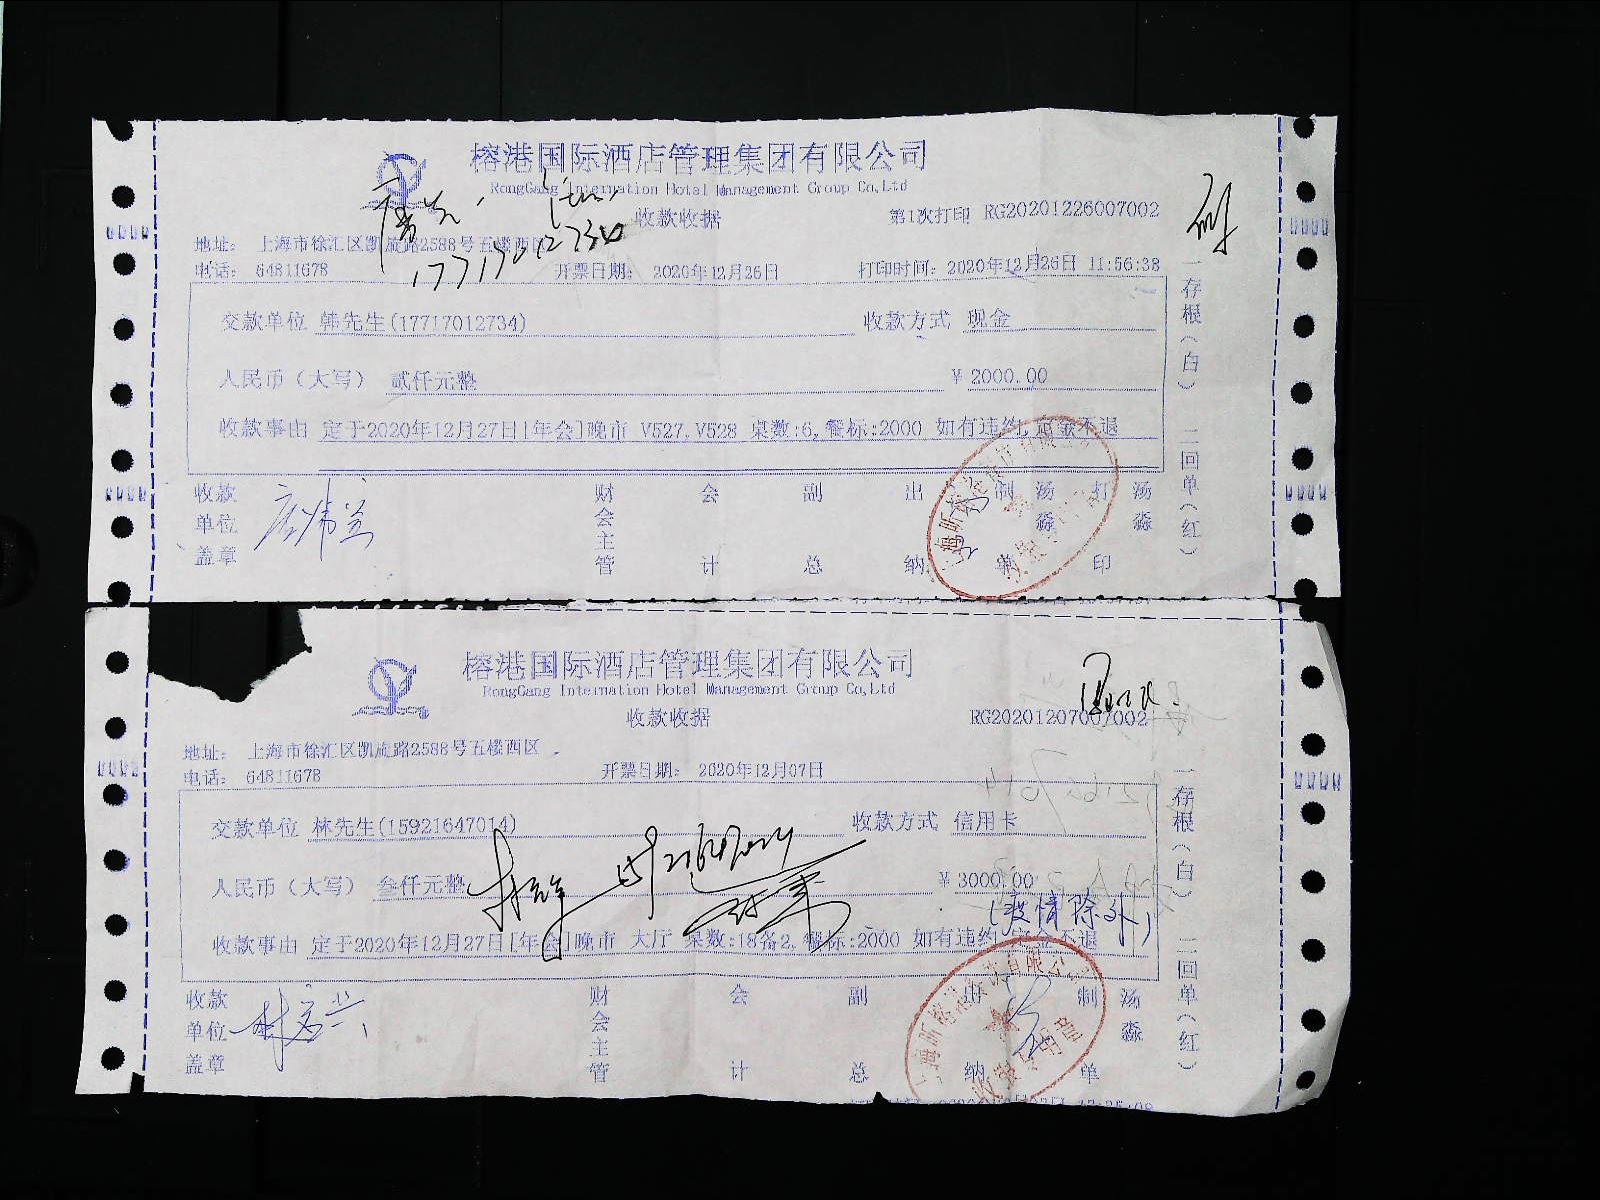 榕港国际酒店管理集团有限公司
RongGang Internation Hotel Management Group Co,Ltd
收款收据
第1次打印 RG20201226007002
地址: 上海市徐汇区凯旋路2588号五楼西区
17717012734
电话: 64811678 开票日期: 2020年12月26日 打印时间: 2020年12月26日 11:56:38
交款单位 韩先生(17717012734) 收款方式 现金
人民币（大写） 贰仟元整 ¥ 2000.00
收款事由 定于2020年12月27日[年会]晚市 V527,V528 桌数:6,餐标:2000 如有违约,定金不退
收款单位盖章 财会主管 会计 副总 出纳 制单 汤淼 打印 汤淼
一存根（白） 二回单（红）
榕港国际酒店管理集团有限公司
RongGang Internation Hotel Management Group Co,Ltd
收款收据
RG20201207007002
地址: 上海市徐汇区凯旋路2588号五楼西区
电话: 64811678 开票日期: 2020年12月07日
交款单位 林先生(15921647014) 收款方式 信用卡
人民币（大写） 叁仟元整 ¥ 3000.00
(疫情除外)
收款事由 定于2020年12月27日[年会]晚市 大厅 桌数:18备2,餐标:2000 如有违约,定金不退
收款单位盖章 财会主管 会计 副总 出纳 制单 汤淼
一存根（白） 二回单（红）